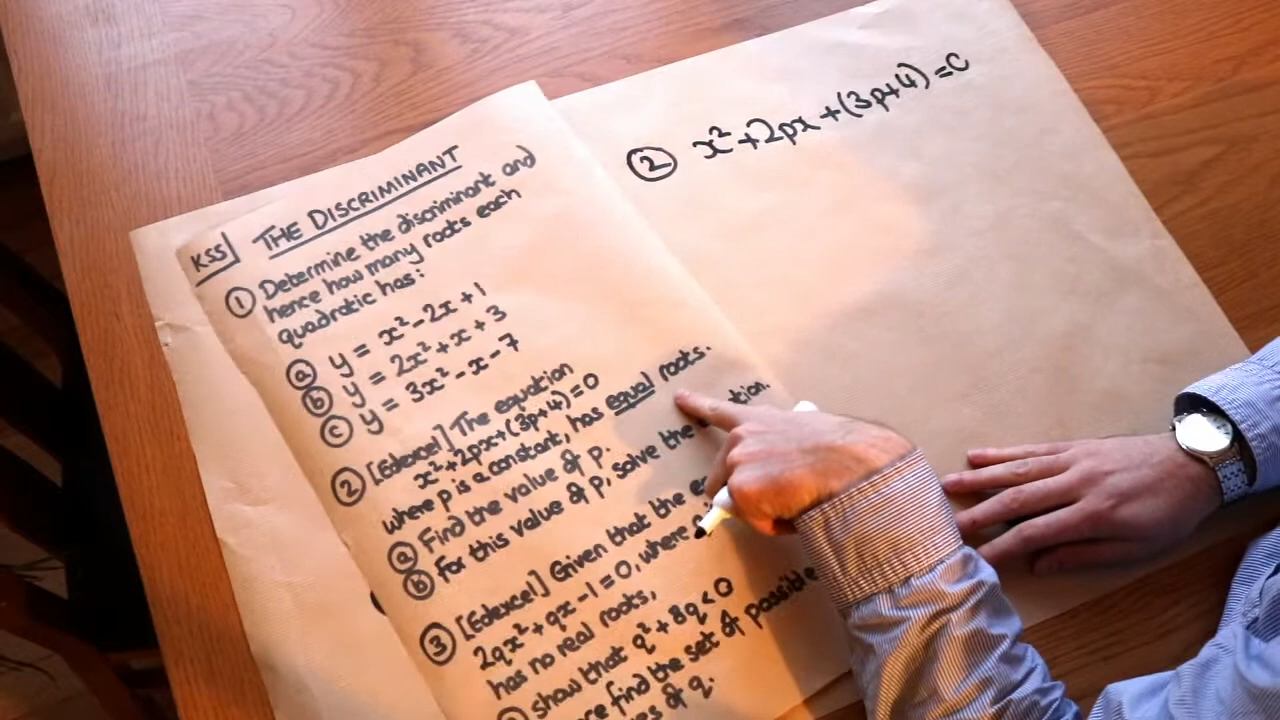 KSS THE DISCRIMINANT
① Determine the discriminant and
hence how many roots each
quadratic has:
ⓐ y = x² - 2x + 1
ⓑ y = 2x² + x + 3
ⓒ y = 3x² - x - 7
② [Edexcel] The equation
x²+2px+(3p+4)=0
where p is a constant, has equal roots.
ⓐ Find the value of p.
ⓑ For this value of p, solve the
③ [Edexcel] Given that the
2qx²+qx-1=0, where
has no real roots,
show that q²+8q<0
find the set of possible
of q.
② x²+2px+(3p+4)=0